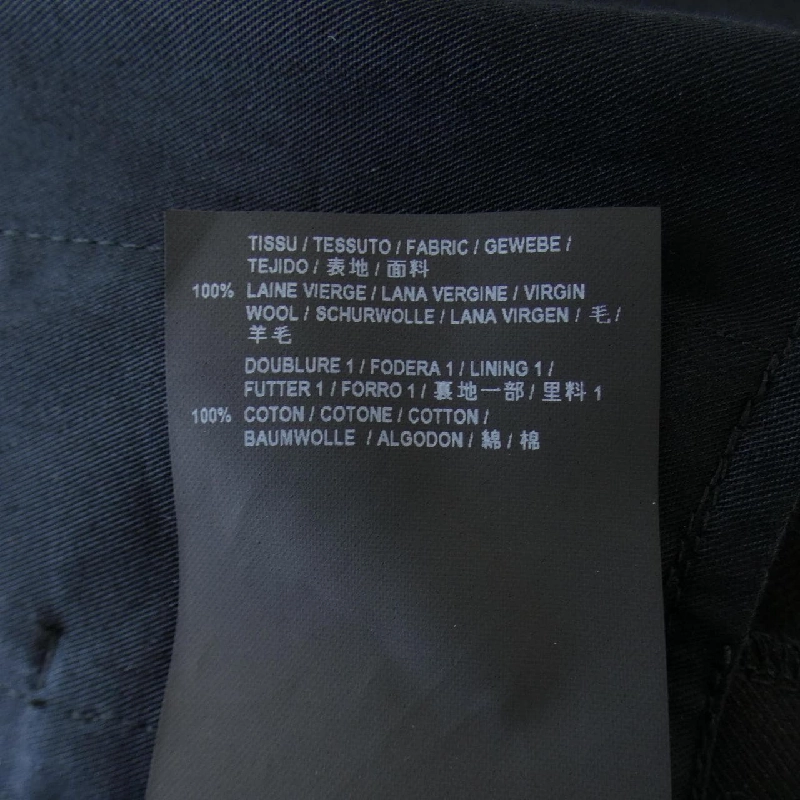 TISSU / TESSUTO / FABRIC / GEWEBE /
TEJIDO / 表地 / 面料
100% LAINE VIERGE / LANA VERGINE / VIRGIN
WOOL / SCHURWOLLE / LANA VIRGEN / 毛 /
羊毛
DOUBLURE 1 / FODERA 1 / LINING 1 /
FUTTER 1 / FORRO 1 / 裏地一部 / 里料 1
100% COTON / COTONE / COTTON /
BAUMWOLLE / ALGODON / 綿 / 棉